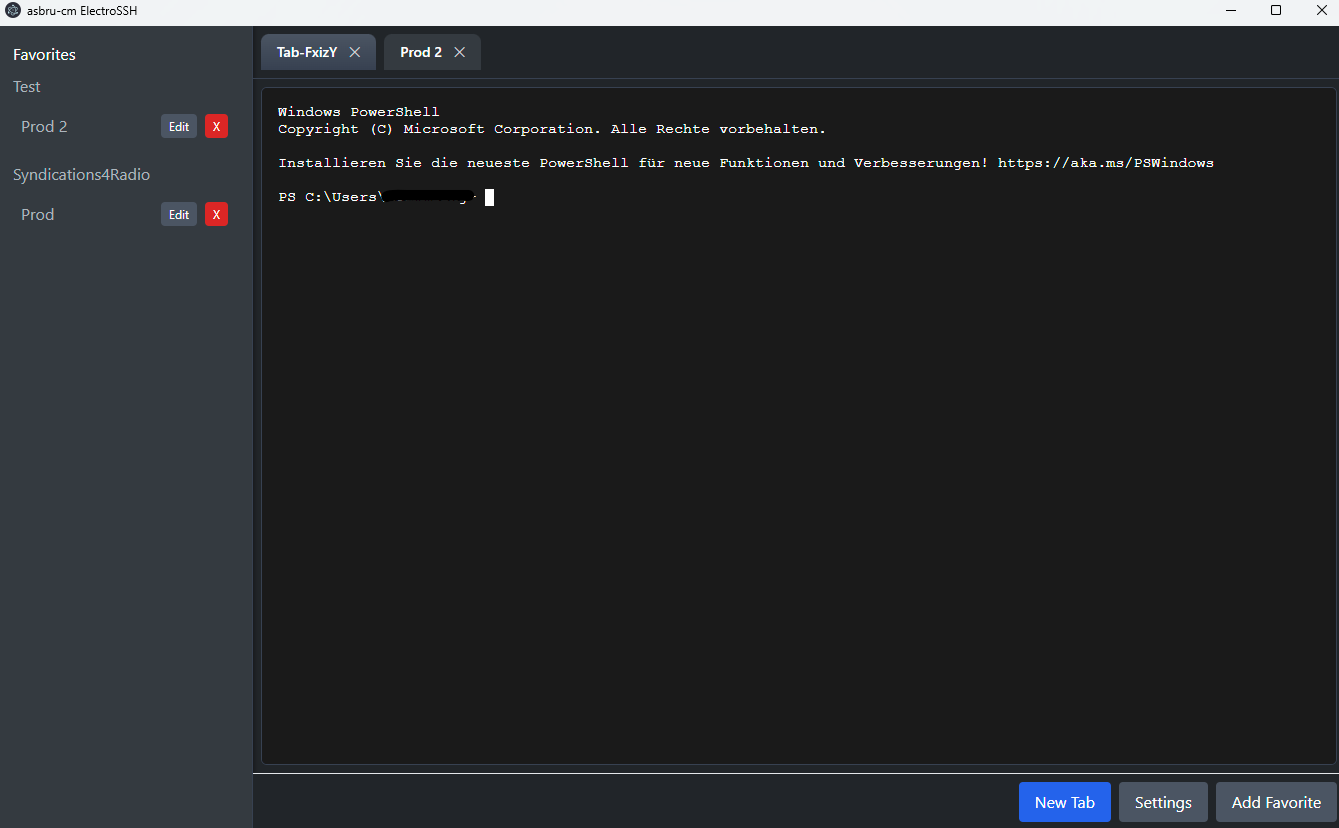 asbru-cm ElectroSSH
Favorites
Test
Prod 2 Edit X
Syndications4Radio
Prod Edit X
Tab-FxizY Prod 2
Windows PowerShell
Copyright (C) Microsoft Corporation. Alle Rechte vorbehalten.
Installieren Sie die neueste PowerShell für neue Funktionen und Verbesserungen! https://aka.ms/PSWindows
PS C:\Users\
New Tab Settings Add Favorite